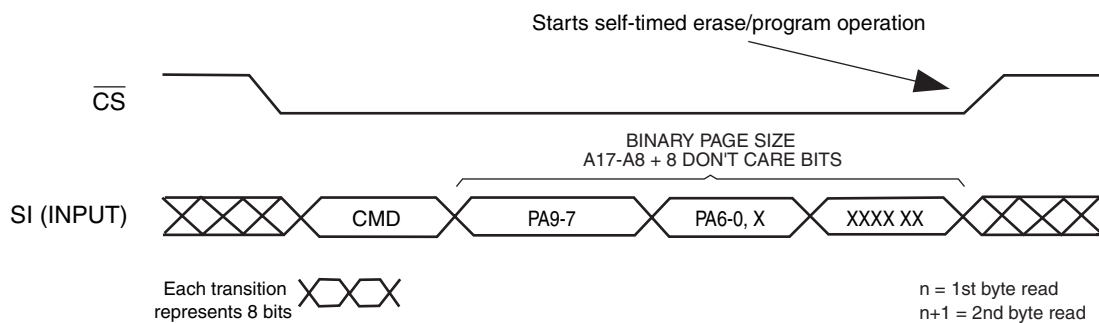 Starts self-timed erase/program operation
CS
BINARY PAGE SIZE
A17-A8 + 8 DON'T CARE BITS
SI (INPUT)
CMD
PA9-7
PA6-0, X
XXXX XX
Each transition
represents 8 bits
n = 1st byte read
n+1 = 2nd byte read